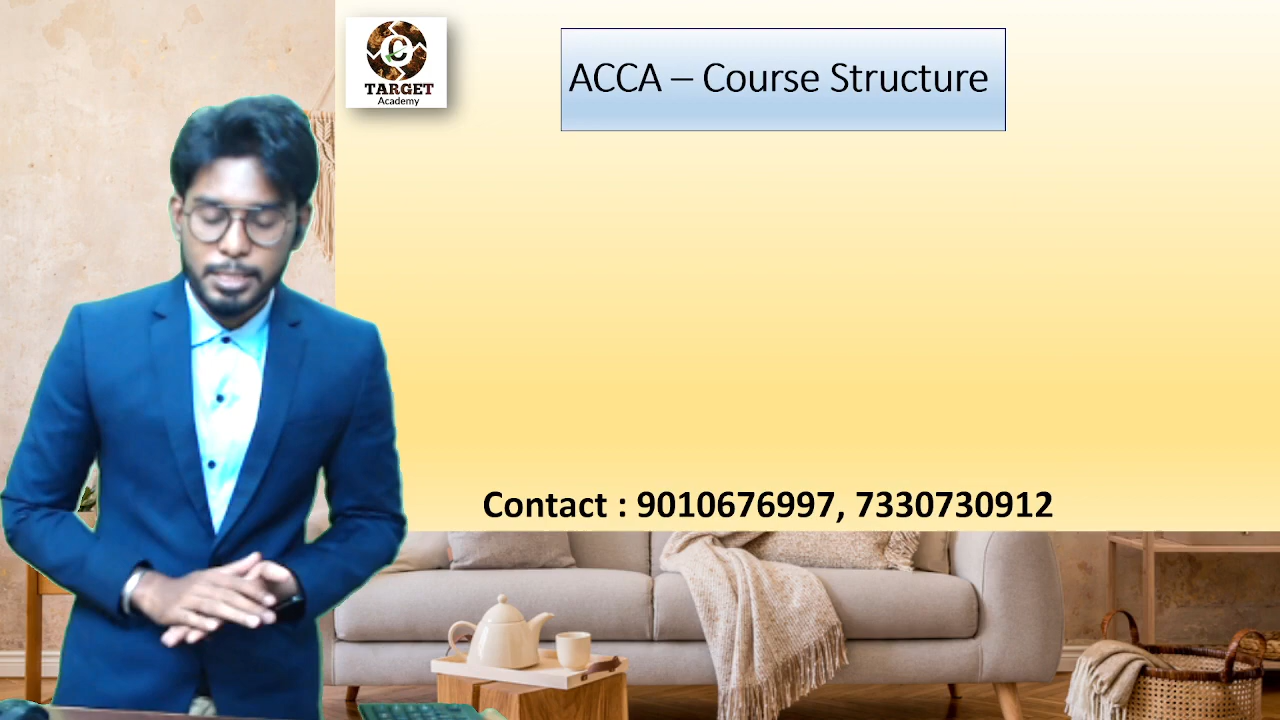 C
TARGET
Academy
ACCA – Course Structure
Contact : 9010676997, 7330730912